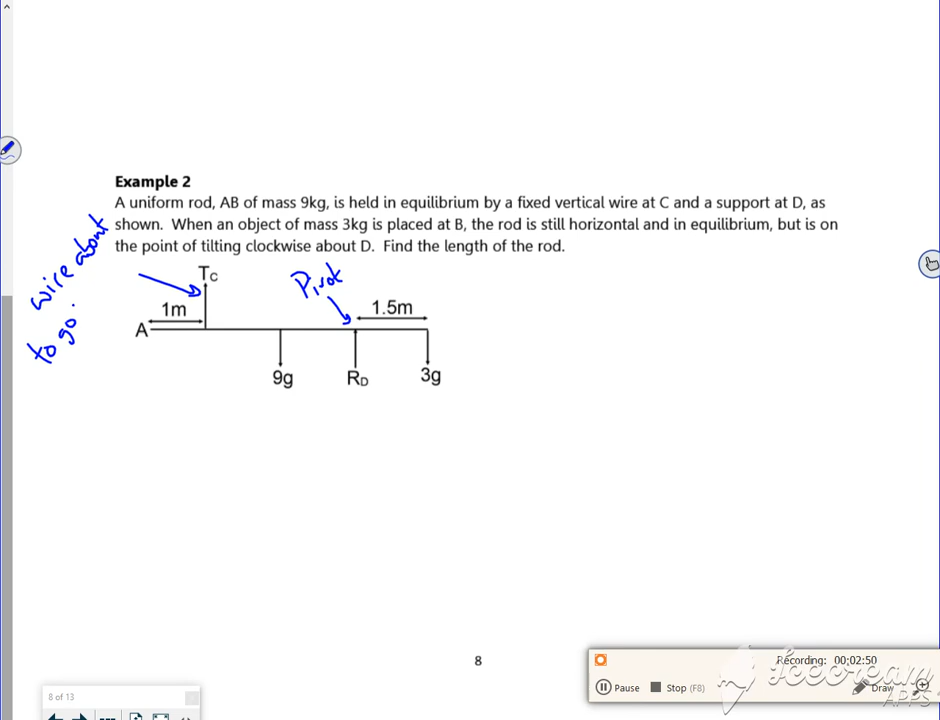 Example 2
A uniform rod, AB of mass 9kg, is held in equilibrium by a fixed vertical wire at C and a support at D, as
shown. When an object of mass 3kg is placed at B, the rod is still horizontal and in equilibrium, but is on
the point of tilting clockwise about D. Find the length of the rod.
wire about
to go.
Tc
Pivot
1m
1.5m
A
9g
RD
3g
8
Recording: 00;02:50
Pause
Stop (F8)
Draw
Icecream
APPS
8 of 13